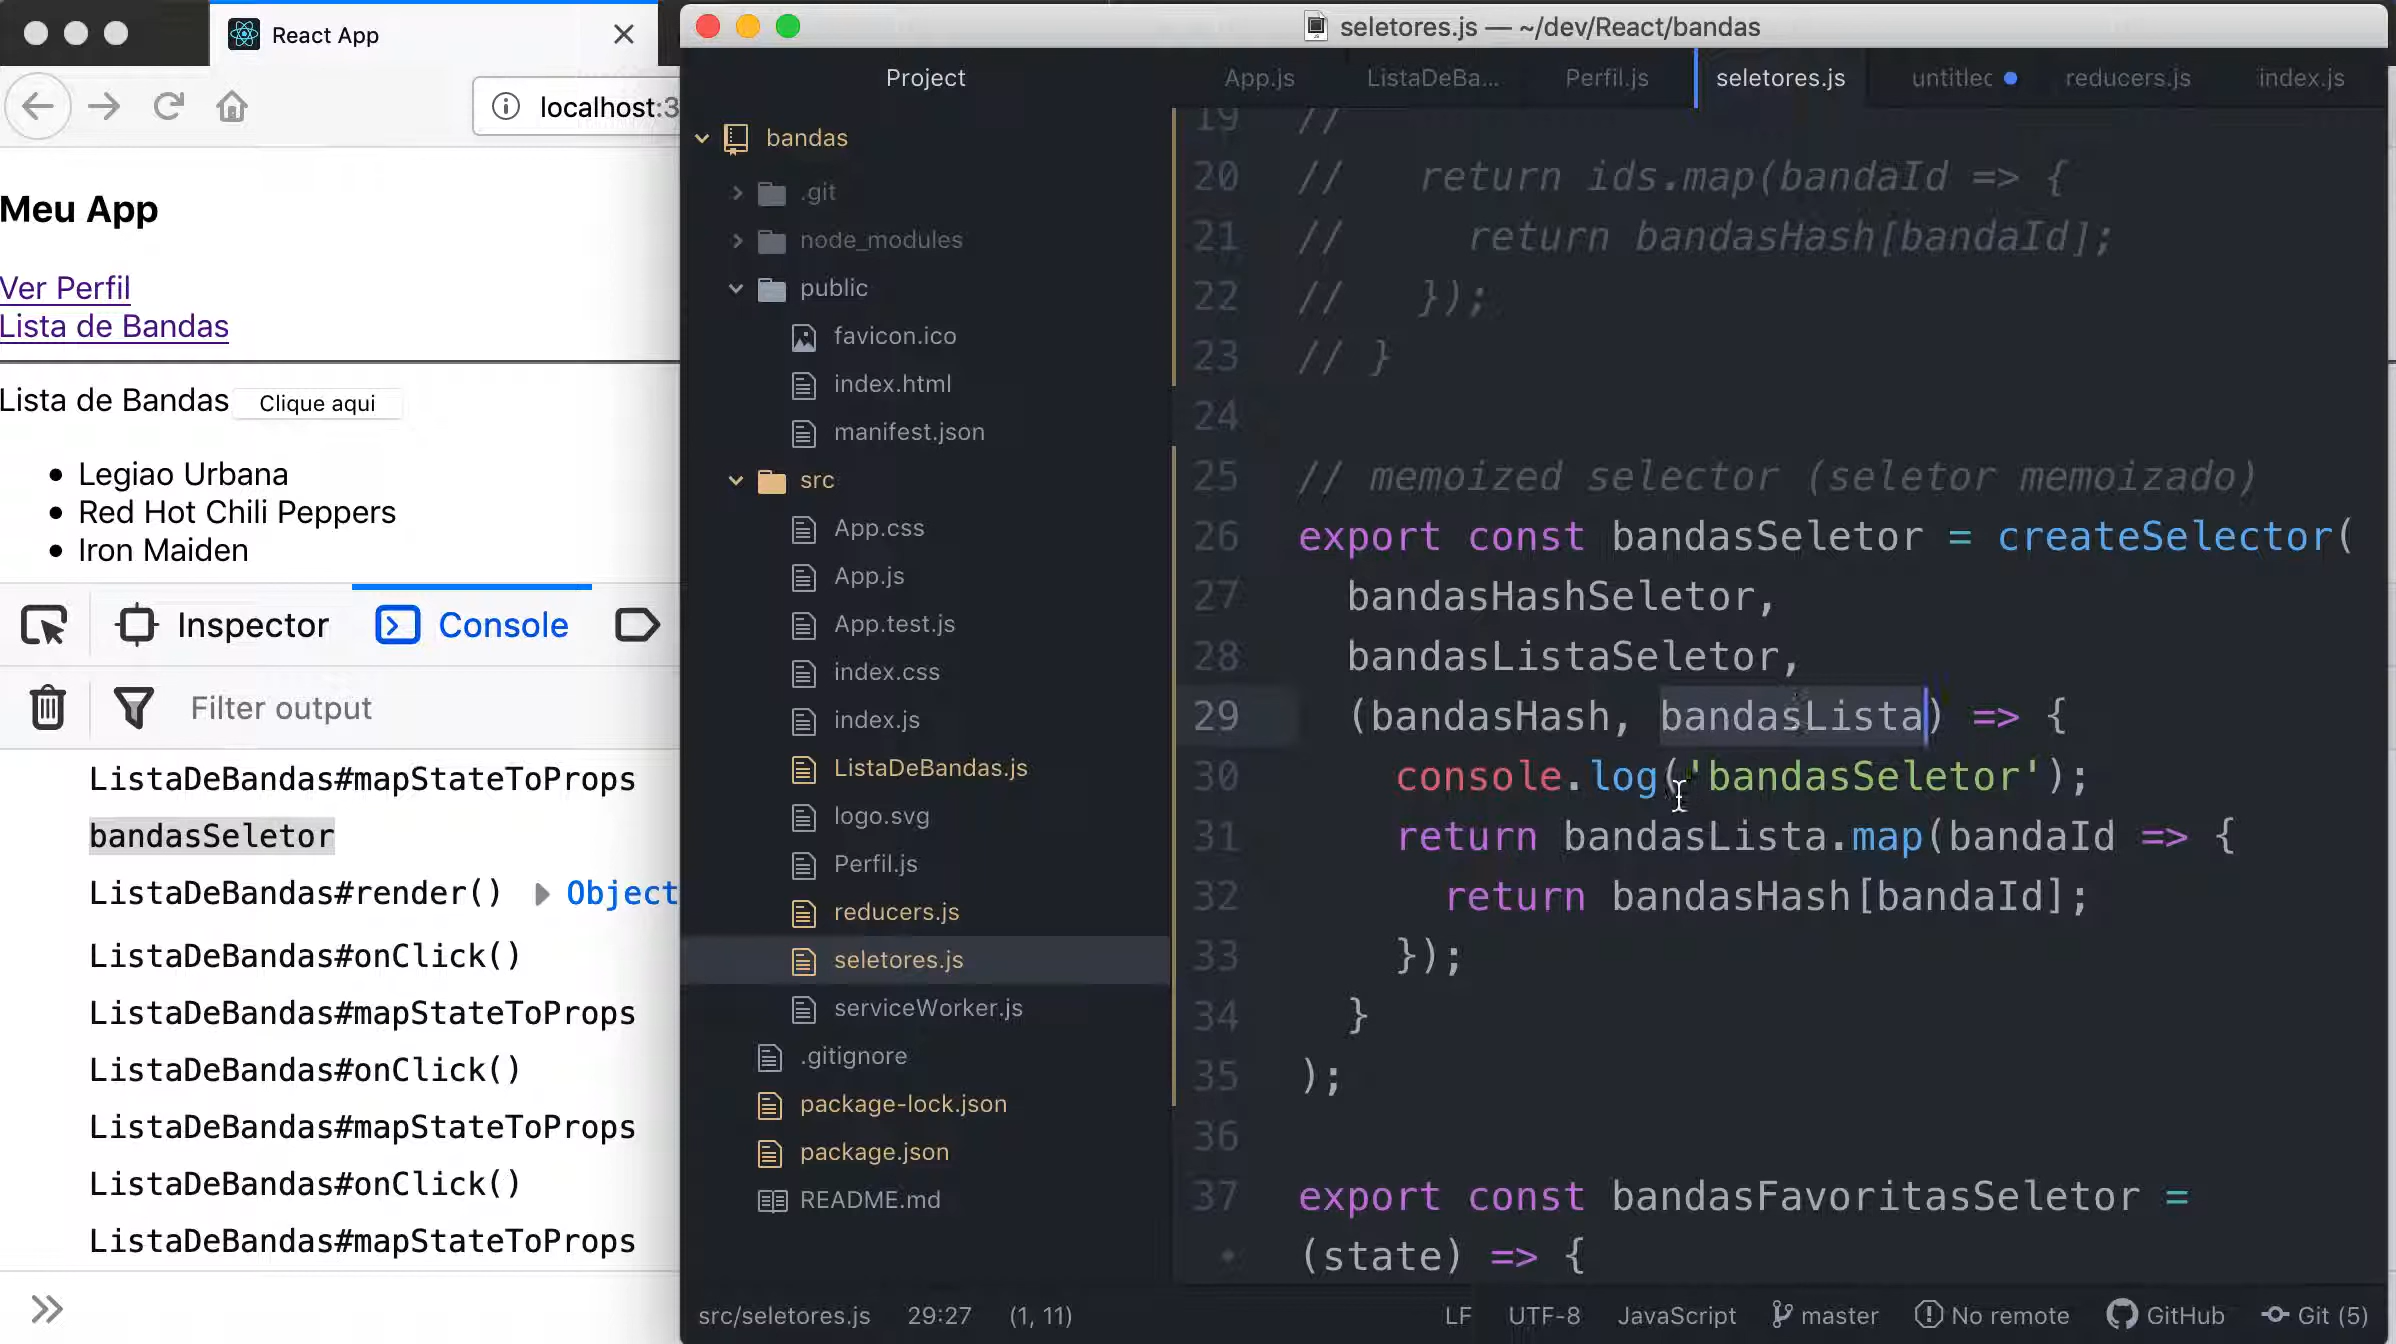 React App
localhost:3
Meu App
Ver Perfil
Lista de Bandas
Lista de Bandas Clique aqui
Legiao Urbana
Red Hot Chili Peppers
Iron Maiden
Inspector Console
Filter output
ListaDeBandas#mapStateToProps
bandasSeletor
ListaDeBandas#render() Object
ListaDeBandas#onClick()
ListaDeBandas#mapStateToProps
ListaDeBandas#onClick()
ListaDeBandas#mapStateToProps
ListaDeBandas#onClick()
ListaDeBandas#mapStateToProps
seletores.js — ~/dev/React/bandas
Project
bandas
.git
node_modules
public
favicon.ico
index.html
manifest.json
src
App.css
App.js
App.test.js
index.css
index.js
ListaDeBandas.js
logo.svg
Perfil.js
reducers.js
seletores.js
serviceWorker.js
.gitignore
package-lock.json
package.json
README.md
App.js ListaDeBa... Perfil.js seletores.js untitlec reducers.js index.js
19 //
20 //   return ids.map(bandaId => {
21 //     return bandasHash[bandaId];
22 //   });
23 // }
24
25 // memoized selector (seletor memoizado)
26 export const bandasSeletor = createSelector(
27   bandasHashSeletor,
28   bandasListaSeletor,
29   (bandasHash, bandasLista) => {
30     console.log('bandasSeletor');
31     return bandasLista.map(bandaId => {
32       return bandasHash[bandaId];
33     });
34   }
35 );
36
37 export const bandasFavoritasSeletor =
• (state) => {
src/seletores.js 29:27 (1, 11) LF UTF-8 JavaScript master No remote GitHub Git (5)